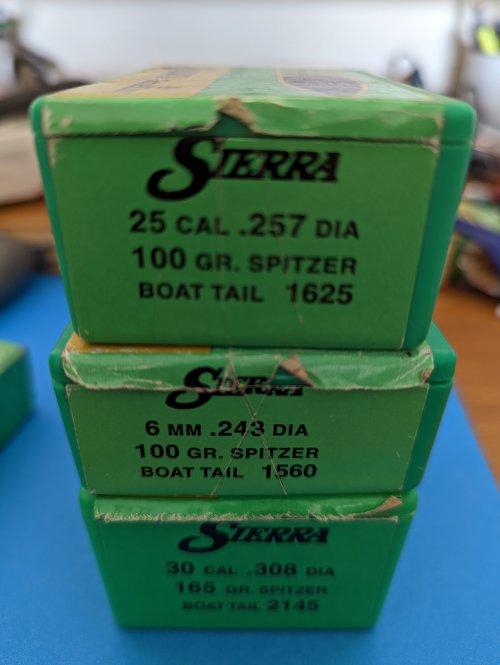 SIERRA
25 CAL .257 DIA
100 GR. SPITZER
BOAT TAIL 1625
SIERRA
6 MM .243 DIA
100 GR. SPITZER
BOAT TAIL 1560
SIERRA
30 CAL .308 DIA
165 GR. SPITZER
BOAT TAIL 2145